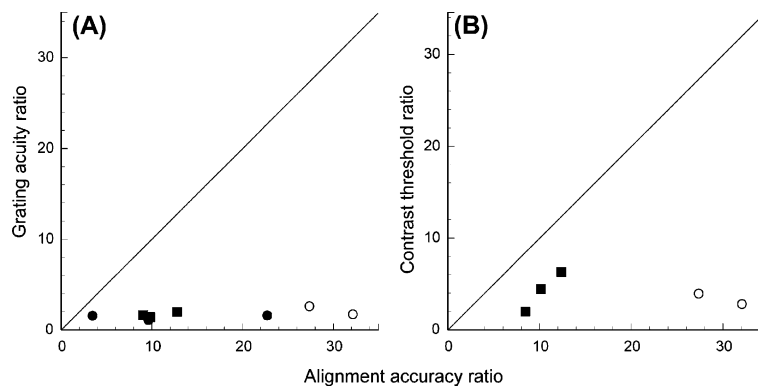 (A)
Grating acuity ratio
30
20
10
0
0 10 20 30
(B)
Contrast threshold ratio
30
20
10
0
0 10 20 30
Alignment accuracy ratio